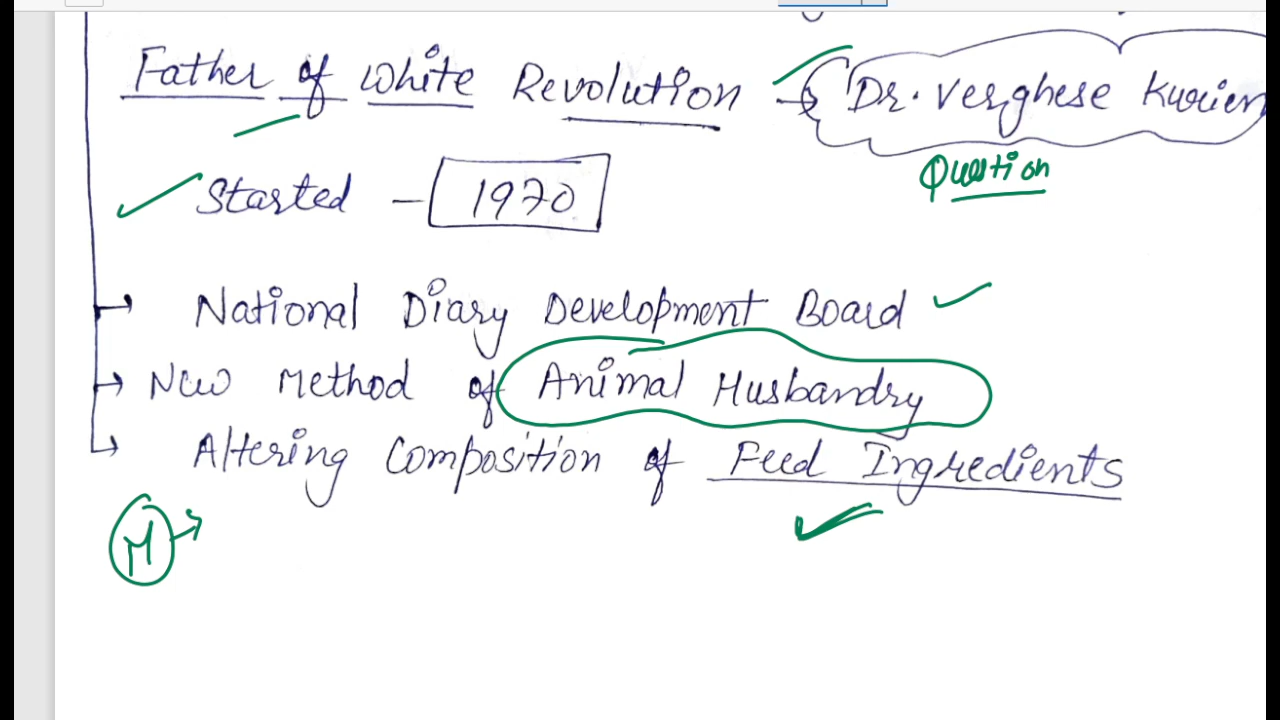 Father of White Revolution → Dr. Verghese Kurien
Question
Started - 1970
→ National Diary Development Board
→ New Method of Animal Husbandry
→ Altering Composition of Feed Ingredients
M →